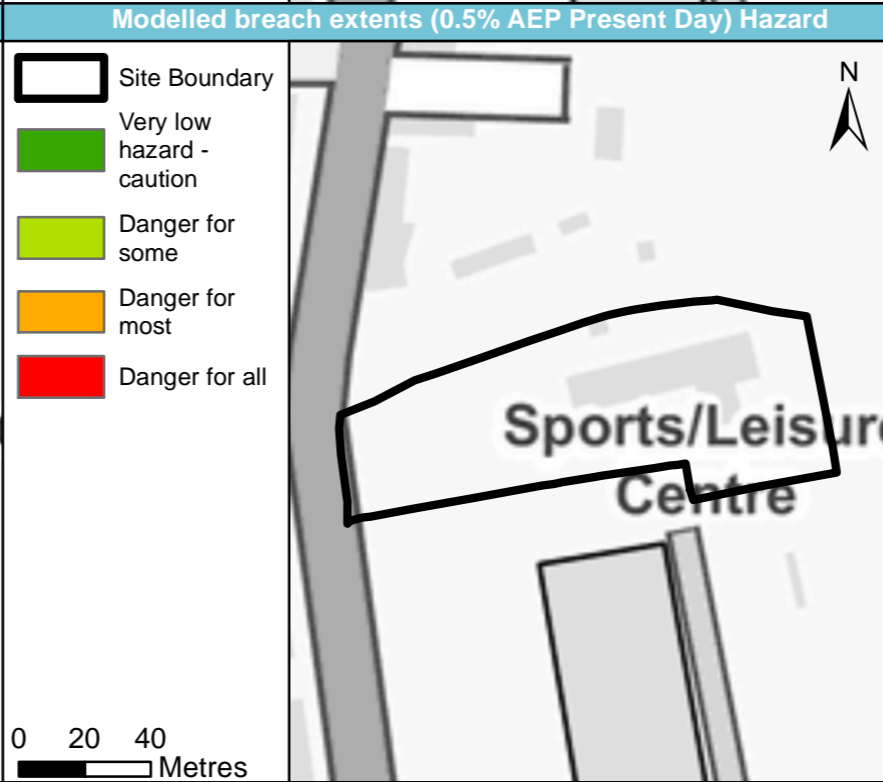 Modelled breach extents (0.5% AEP Present Day) Hazard
Site Boundary
Very low
hazard -
caution
Danger for
some
Danger for
most
Danger for all
0 20 40
Metres
N
Sports/Leisure
Centre